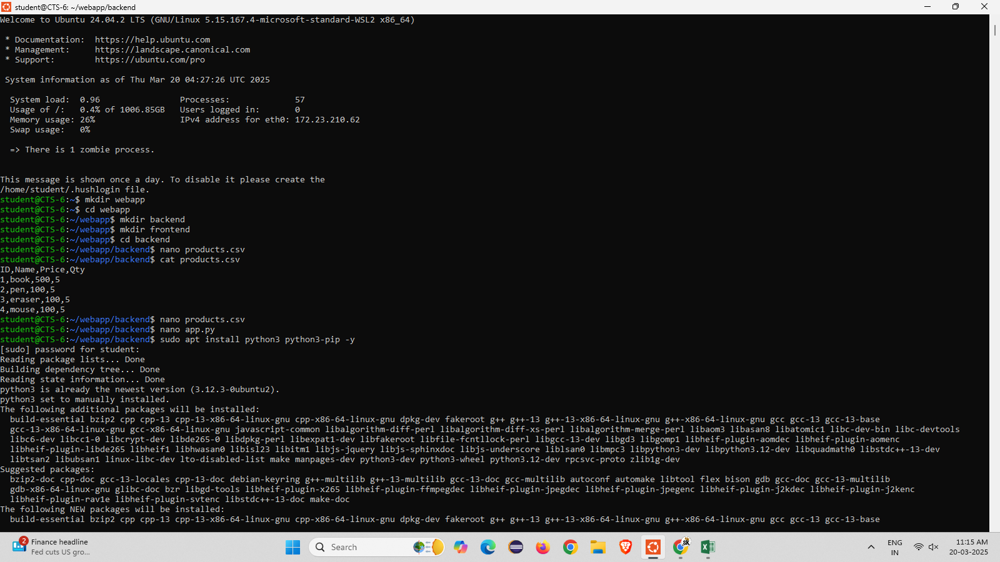 student@CTS-6: ~/webapp/backend
Welcome to Ubuntu 24.04.2 LTS (GNU/Linux 5.15.167.4-microsoft-standard-WSL2 x86_64)
* Documentation:  https://help.ubuntu.com
* Management:     https://landscape.canonical.com
* Support:        https://ubuntu.com/pro
System information as of Thu Mar 20 04:27:26 UTC 2025
System load:  0.96                Processes:             57
Usage of /:   0.4% of 1006.85GB   Users logged in:       0
Memory usage: 26%                 IPv4 address for eth0: 172.23.210.62
Swap usage:   0%
=> There is 1 zombie process.
This message is shown once a day. To disable it please create the
/home/student/.hushlogin file.
student@CTS-6:~$ mkdir webapp
student@CTS-6:~$ cd webapp
student@CTS-6:~/webapp$ mkdir backend
student@CTS-6:~/webapp$ mkdir frontend
student@CTS-6:~/webapp$ cd backend
student@CTS-6:~/webapp/backend$ nano products.csv
student@CTS-6:~/webapp/backend$ cat products.csv
ID,Name,Price,Qty
1,book,500,5
2,pen,100,5
3,eraser,100,5
4,mouse,100,5
student@CTS-6:~/webapp/backend$ nano products.csv
student@CTS-6:~/webapp/backend$ nano app.py
student@CTS-6:~/webapp/backend$ sudo apt install python3 python3-pip -y
[sudo] password for student:
Reading package lists... Done
Building dependency tree... Done
Reading state information... Done
python3 is already the newest version (3.12.3-0ubuntu2).
python3 set to manually installed.
The following additional packages will be installed:
build-essential bzip2 cpp cpp-13 cpp-13-x86-64-linux-gnu cpp-x86-64-linux-gnu dpkg-dev fakeroot g++ g++-13 g++-13-x86-64-linux-gnu g++-x86-64-linux-gnu gcc gcc-13 gcc-13-base
gcc-13-x86-64-linux-gnu gcc-x86-64-linux-gnu javascript-common libalgorithm-diff-perl libalgorithm-diff-xs-perl libalgorithm-merge-perl libaom3 libasan8 libatomic1 libc-dev-bin libc-devtools
libc6-dev libcc1-0 libcrypt-dev libde265-0 libdpkg-perl libexpat1-dev libfakeroot libfile-fcntllock-perl libgcc-13-dev libgd3 libgomp1 libheif-plugin-aomdec libheif-plugin-aomenc
libheif-plugin-libde265 libheif1 libhwasan0 libisl23 libitm1 libjs-jquery libjs-sphinxdoc libjs-underscore liblsan0 libmpc3 libpython3-dev libpython3.12-dev libquadmath0 libstdc++-13-dev
libtsan2 libubsan1 linux-libc-dev lto-disabled-list make manpages-dev python3-dev python3-wheel python3.12-dev rpcsvc-proto zlib1g-dev
Suggested packages:
bzip2-doc cpp-doc gcc-13-locales cpp-13-doc debian-keyring g++-multilib g++-13-multilib gcc-13-doc gcc-multilib autoconf automake libtool flex bison gdb gcc-doc gcc-13-multilib
gdb-x86-64-linux-gnu glibc-doc bzr libgd-tools libheif-plugin-x265 libheif-plugin-ffmpegdec libheif-plugin-jpegdec libheif-plugin-jpegenc libheif-plugin-j2kdec libheif-plugin-j2kenc
libheif-plugin-rav1e libheif-plugin-svtenc libstdc++-13-doc make-doc
The following NEW packages will be installed:
build-essential bzip2 cpp cpp-13 cpp-13-x86-64-linux-gnu cpp-x86-64-linux-gnu dpkg-dev fakeroot g++ g++-13 g++-13-x86-64-linux-gnu g++-x86-64-linux-gnu gcc gcc-13 gcc-13-base
2
Finance headline
Fed cuts US gro...
Search
SK
ENG
IN
11:15 AM
20-03-2025